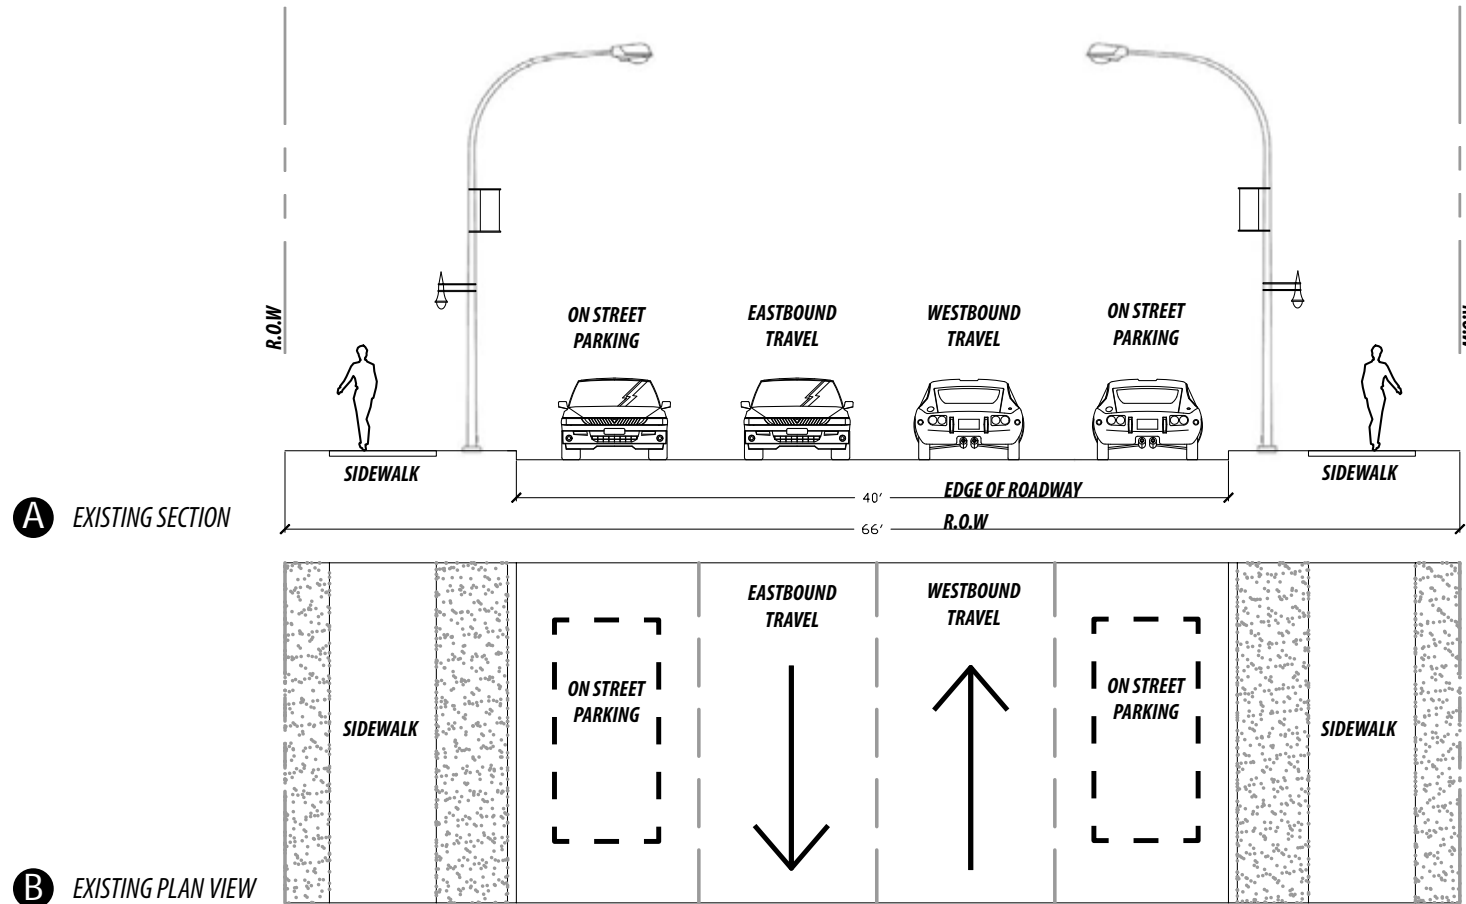 R.O.W
ON STREET
PARKING
EASTBOUND
TRAVEL
WESTBOUND
TRAVEL
ON STREET
PARKING
SIDEWALK
SIDEWALK
40'
EDGE OF ROADWAY
66'
R.O.W
A EXISTING SECTION
EASTBOUND
TRAVEL
WESTBOUND
TRAVEL
ON STREET
PARKING
ON STREET
PARKING
SIDEWALK
SIDEWALK
B EXISTING PLAN VIEW